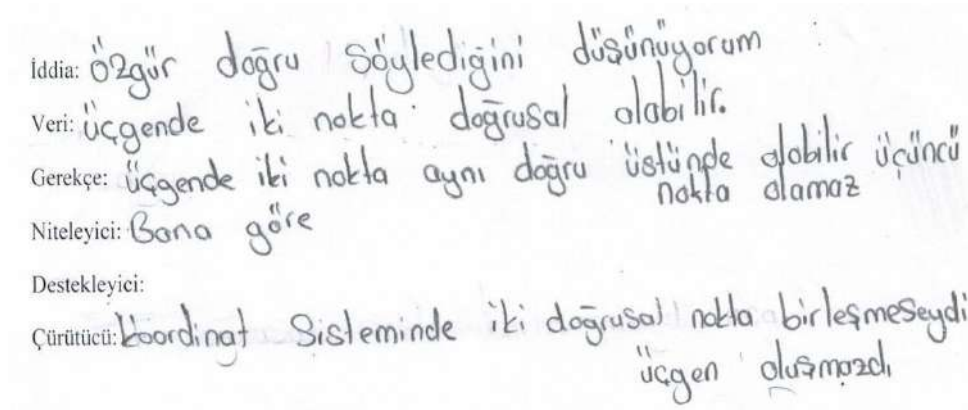 İddia: Özgür doğru söylediğini düşünüyorum
Veri: üçgende iki nokta doğrusal olabilir.
Gerekçe: üçgende iki nokta aynı doğru üstünde olabilir üçüncü
nokta olamaz
Niteleyici: Bana göre
Destekleyici:
Çürütücü: Koordinat Sisteminde iki doğrusal nokta birleşmeseydi
üçgen oluşmazdı